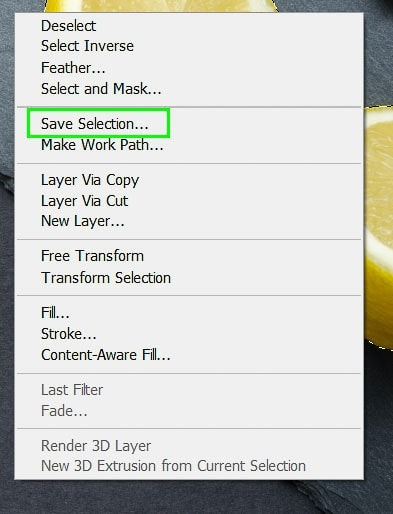 Deselect
Select Inverse
Feather...
Select and Mask...
Save Selection...
Make Work Path...
Layer Via Copy
Layer Via Cut
New Layer...
Free Transform
Transform Selection
Fill...
Stroke...
Content-Aware Fill...
Last Filter
Fade...
Render 3D Layer
New 3D Extrusion from Current Selection